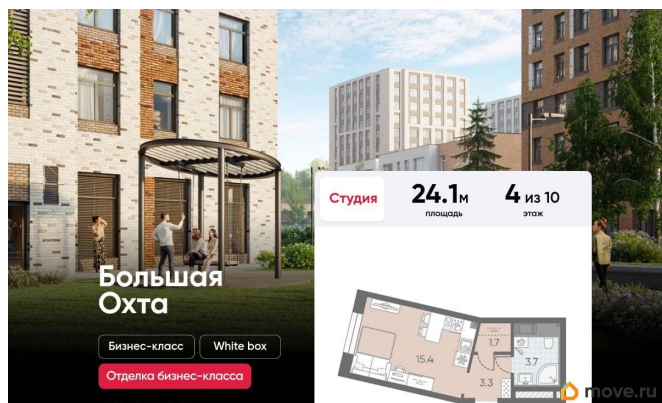 Студия
24.1м
площадь
4 из 10
этаж
Большая
Охта
Бизнес-класс
White box
Отделка бизнес-класса
15.4
1.7
3.7
3.3
move.ru